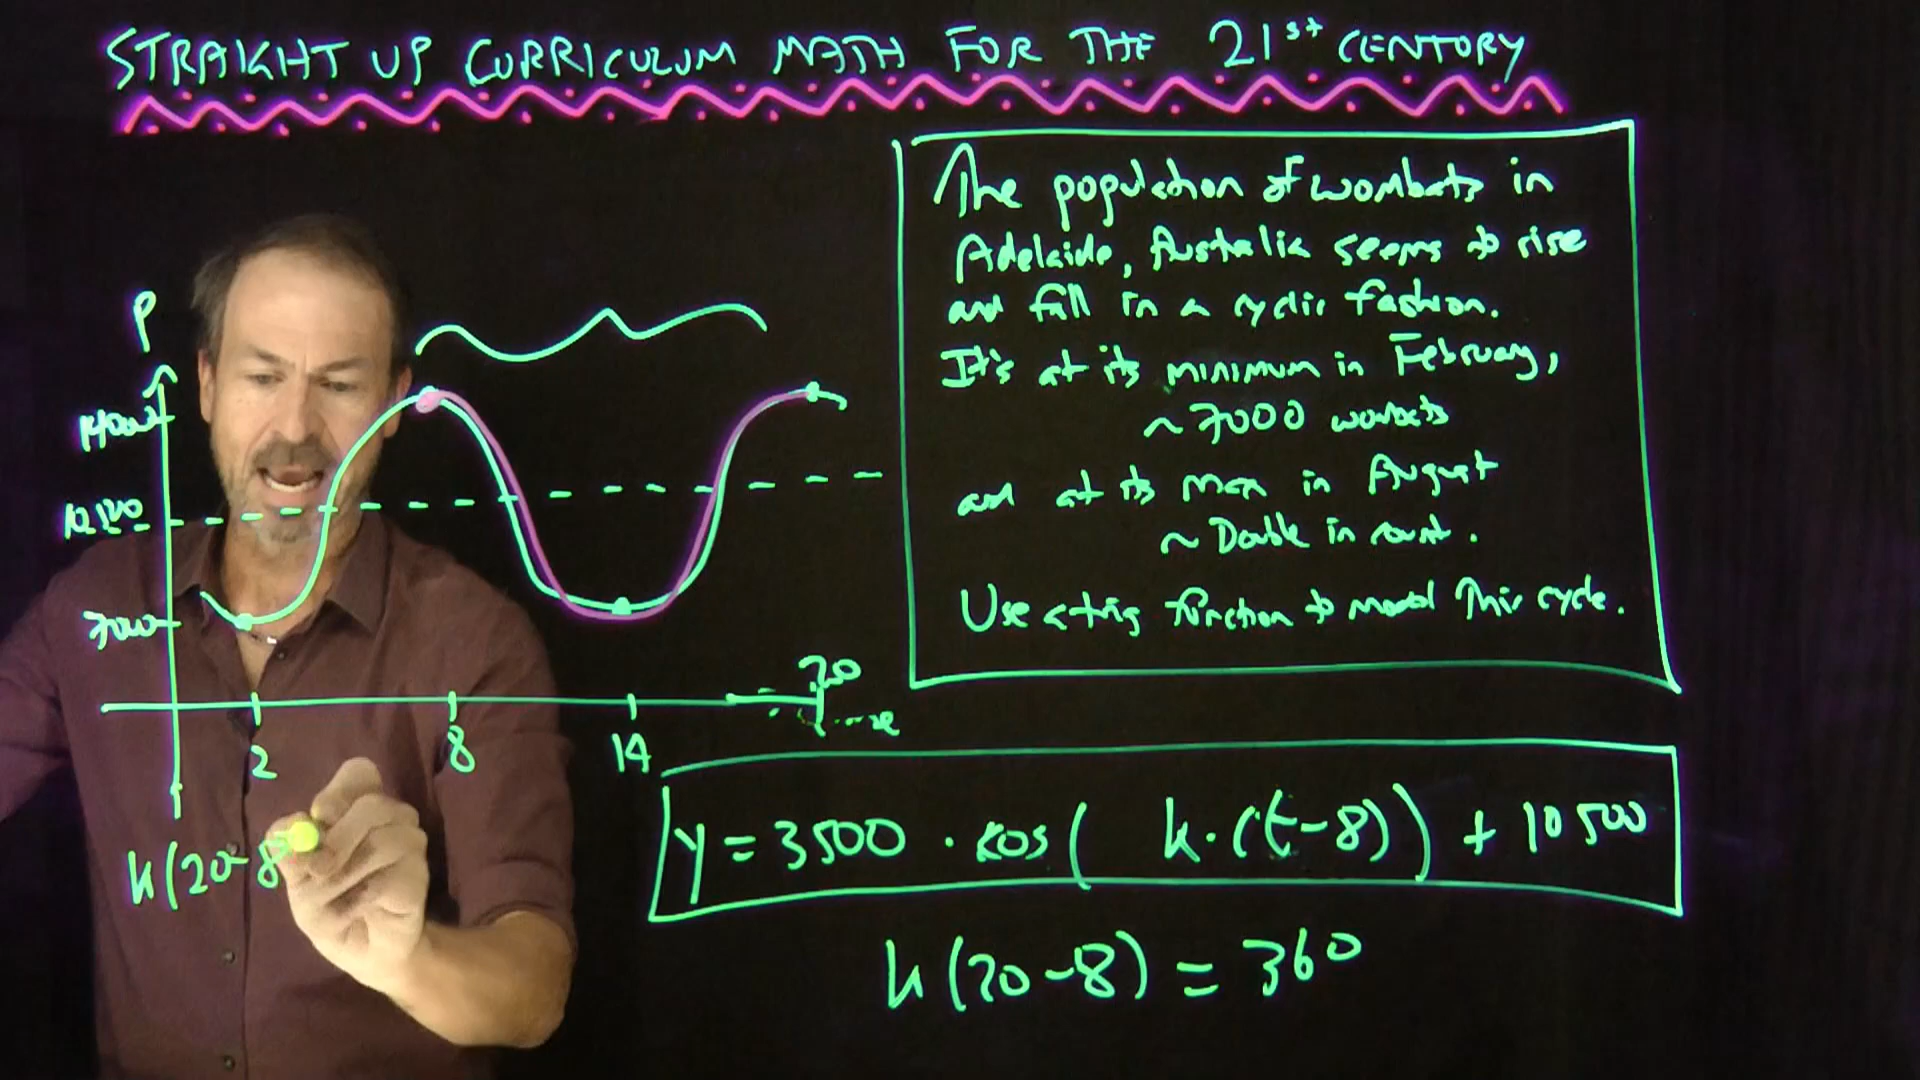 STRAIGHT UP CURRICULUM MATH FOR THE 21st CENTURY
The population of wombats in
Adelaide, Australia seems to rise
and fall in a cyclic fashion.
It's at its minimum in February,
~ 7000 wombats
and at its max in August
~ Double in count.
Use a trig function to model this cycle.
P
14000
7000
2
8
14
20
y = 3500 · cos( k·(t-8)) + 10500
k(20-8
k(20-8) = 360